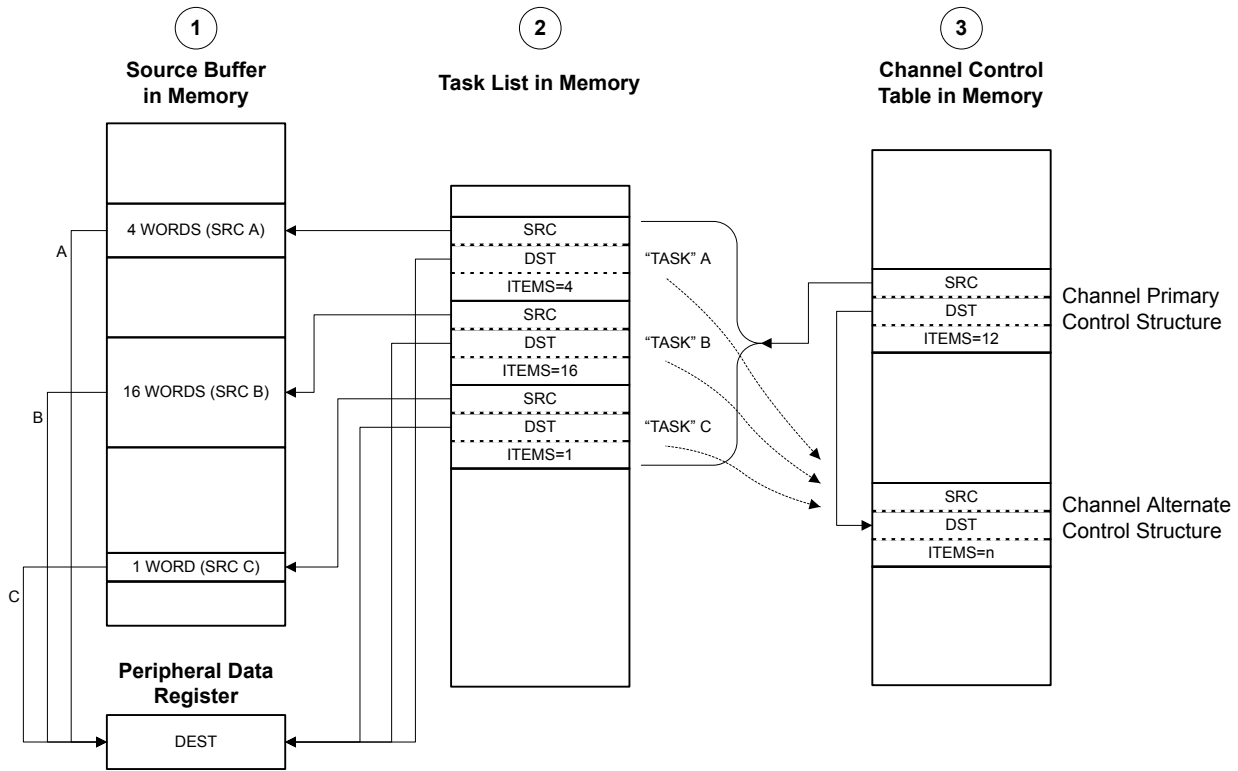 1
Source Buffer
in Memory
4 WORDS (SRC A)
16 WORDS (SRC B)
1 WORD (SRC C)
A
B
C
Peripheral Data
Register
DEST
2
Task List in Memory
SRC
DST
ITEMS=4
SRC
DST
ITEMS=16
SRC
DST
ITEMS=1
“TASK” A
“TASK” B
“TASK” C
3
Channel Control
Table in Memory
SRC
DST
ITEMS=12
Channel Primary
Control Structure
SRC
DST
ITEMS=n
Channel Alternate
Control Structure